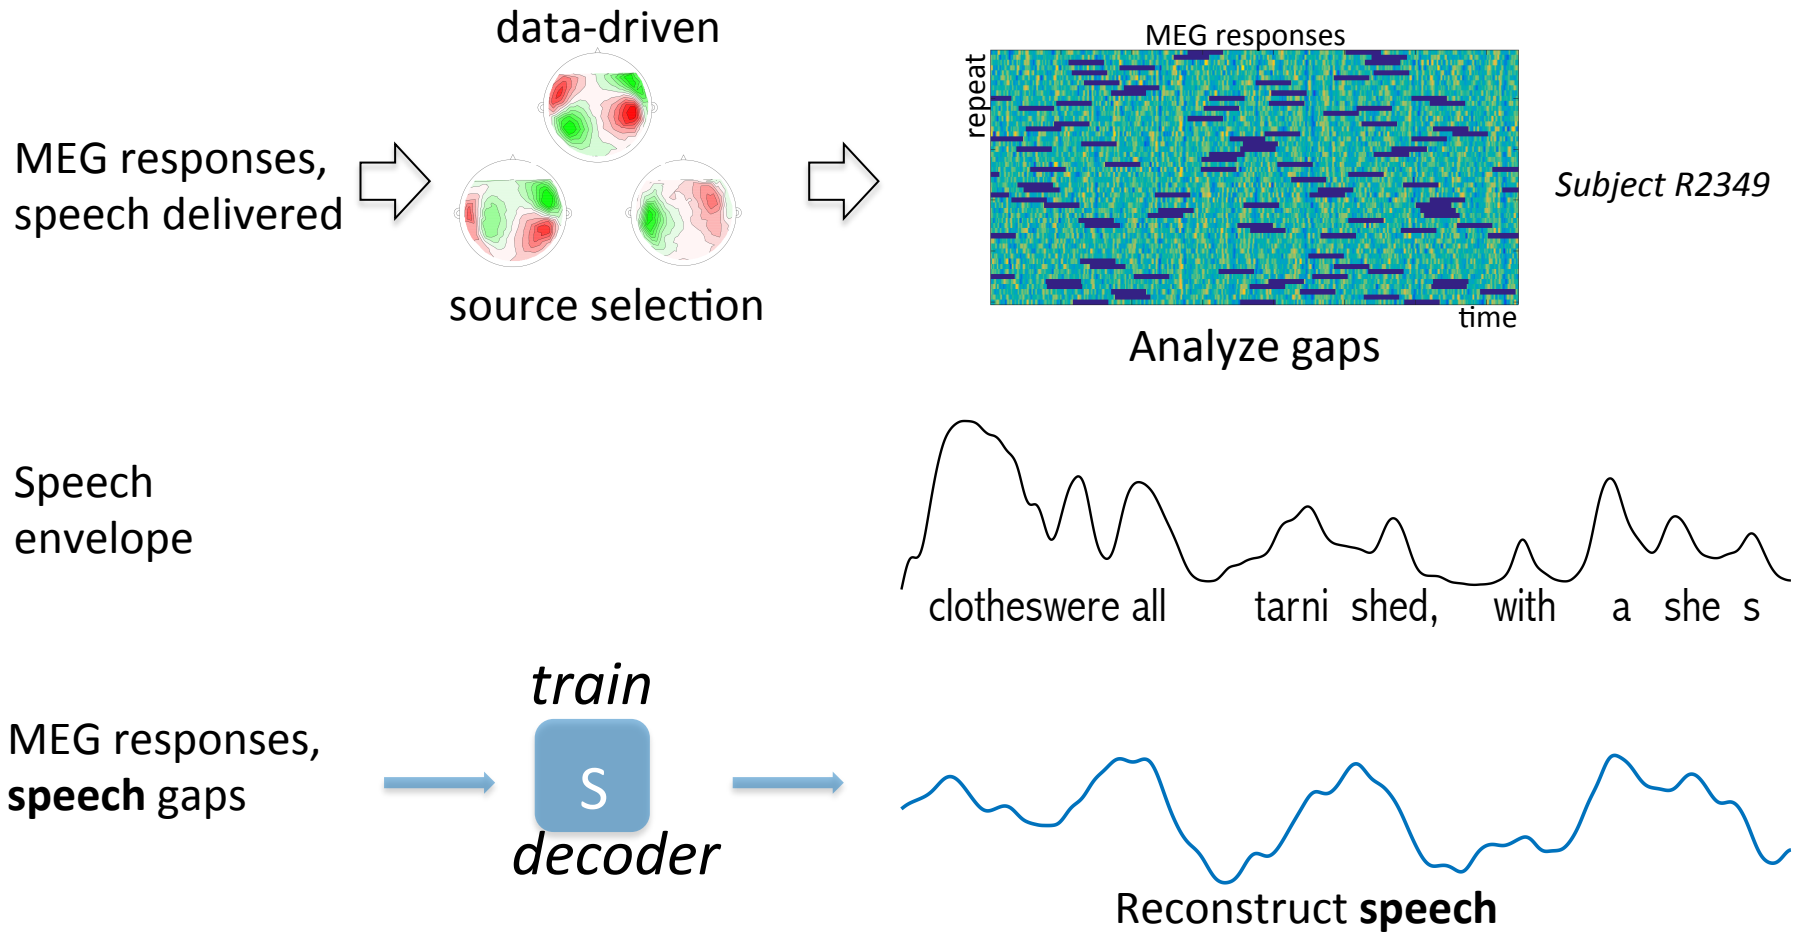 data-driven
MEG responses
repeat
MEG responses,
speech delivered
Subject R2349
source selection
time
Analyze gaps
Speech
envelope
clotheswere all tarni shed, with a she s
train
MEG responses,
speech gaps
S
decoder
Reconstruct speech